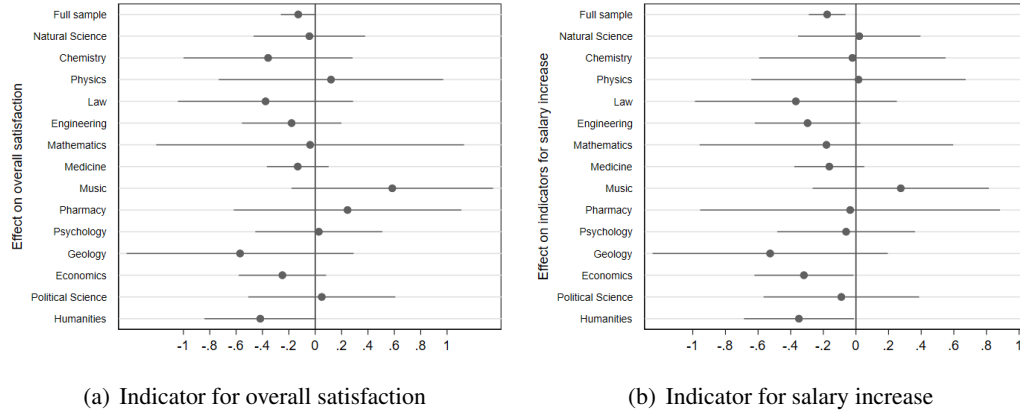 Effect on overall satisfaction
Full sample
Natural Science
Chemistry
Physics
Law
Engineering
Mathematics
Medicine
Music
Pharmacy
Psychology
Geology
Economics
Political Science
Humanities
-1 -.8 -.6 -.4 -.2 0 .2 .4 .6 .8 1
(a) Indicator for overall satisfaction
Effect on indicators for salary increase
Full sample
Natural Science
Chemistry
Physics
Law
Engineering
Mathematics
Medicine
Music
Pharmacy
Psychology
Geology
Economics
Political Science
Humanities
-1 -.8 -.6 -.4 -.2 0 .2 .4 .6 .8 1
(b) Indicator for salary increase